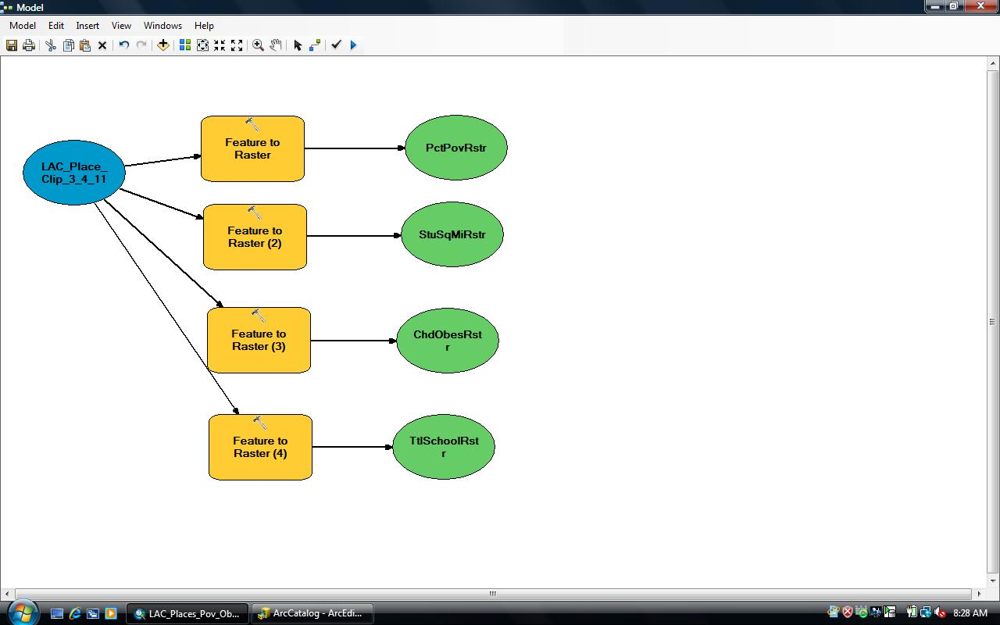 Model
Model Edit Insert View Windows Help
LAC_Place_
Clip_3_4_11
Feature to
Raster
PctPovRstr
Feature to
Raster (2)
StuSqMiRstr
Feature to
Raster (3)
ChdObesRst
r
Feature to
Raster (4)
TtlSchoolRst
r
LAC_Places_Pov_Ob...
ArcCatalog - ArcEdi...
8:28 AM